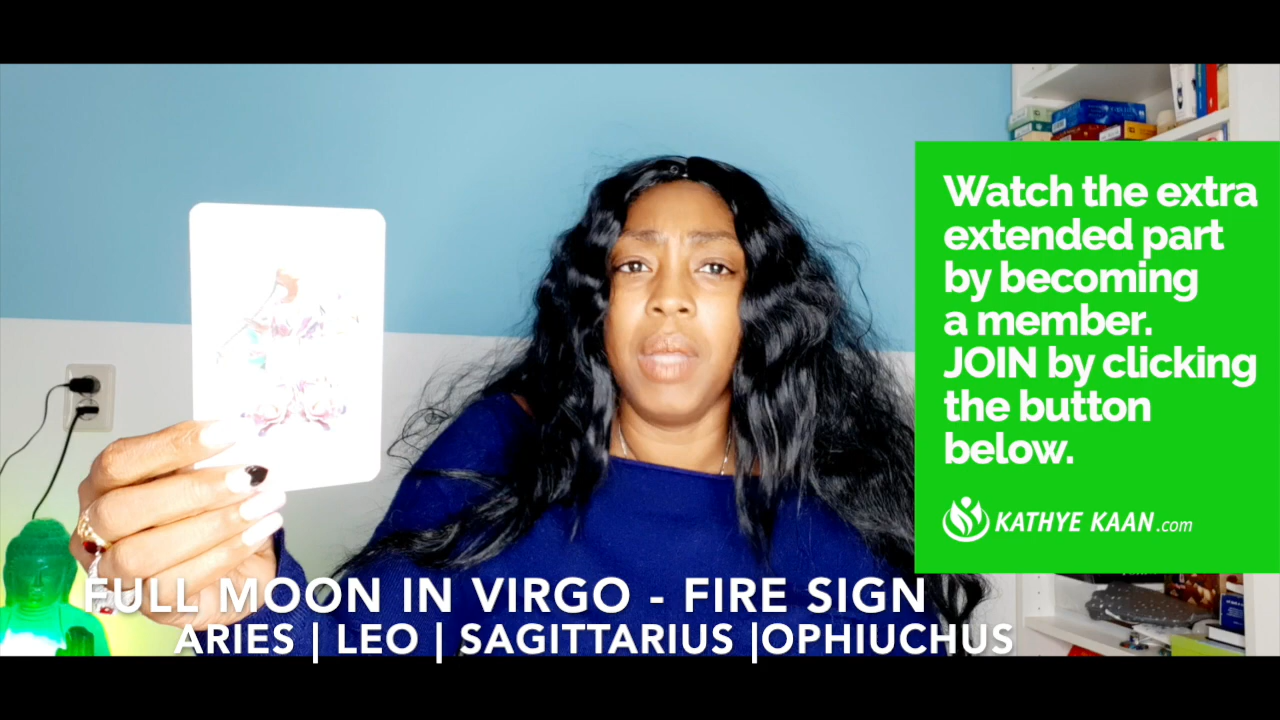 Watch the extra
extended part
by becoming
a member.
JOIN by clicking
the button
below.
KATHYE KAAN.com
FULL MOON IN VIRGO - FIRE SIGN
ARIES | LEO | SAGITTARIUS |OPHIUCHUS